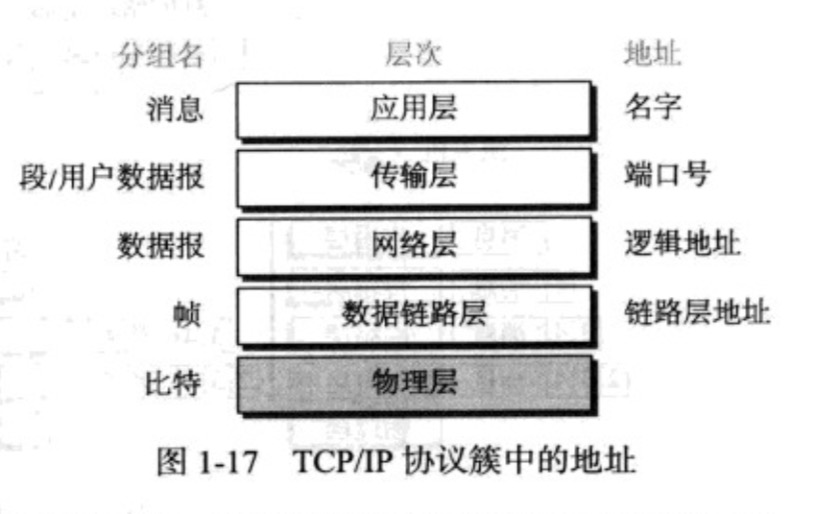 分组名 层次 地址
消息 应用层 名字
段/用户数据报 传输层 端口号
数据报 网络层 逻辑地址
帧 数据链路层 链路层地址
比特 物理层
图 1-17 TCP/IP 协议簇中的地址